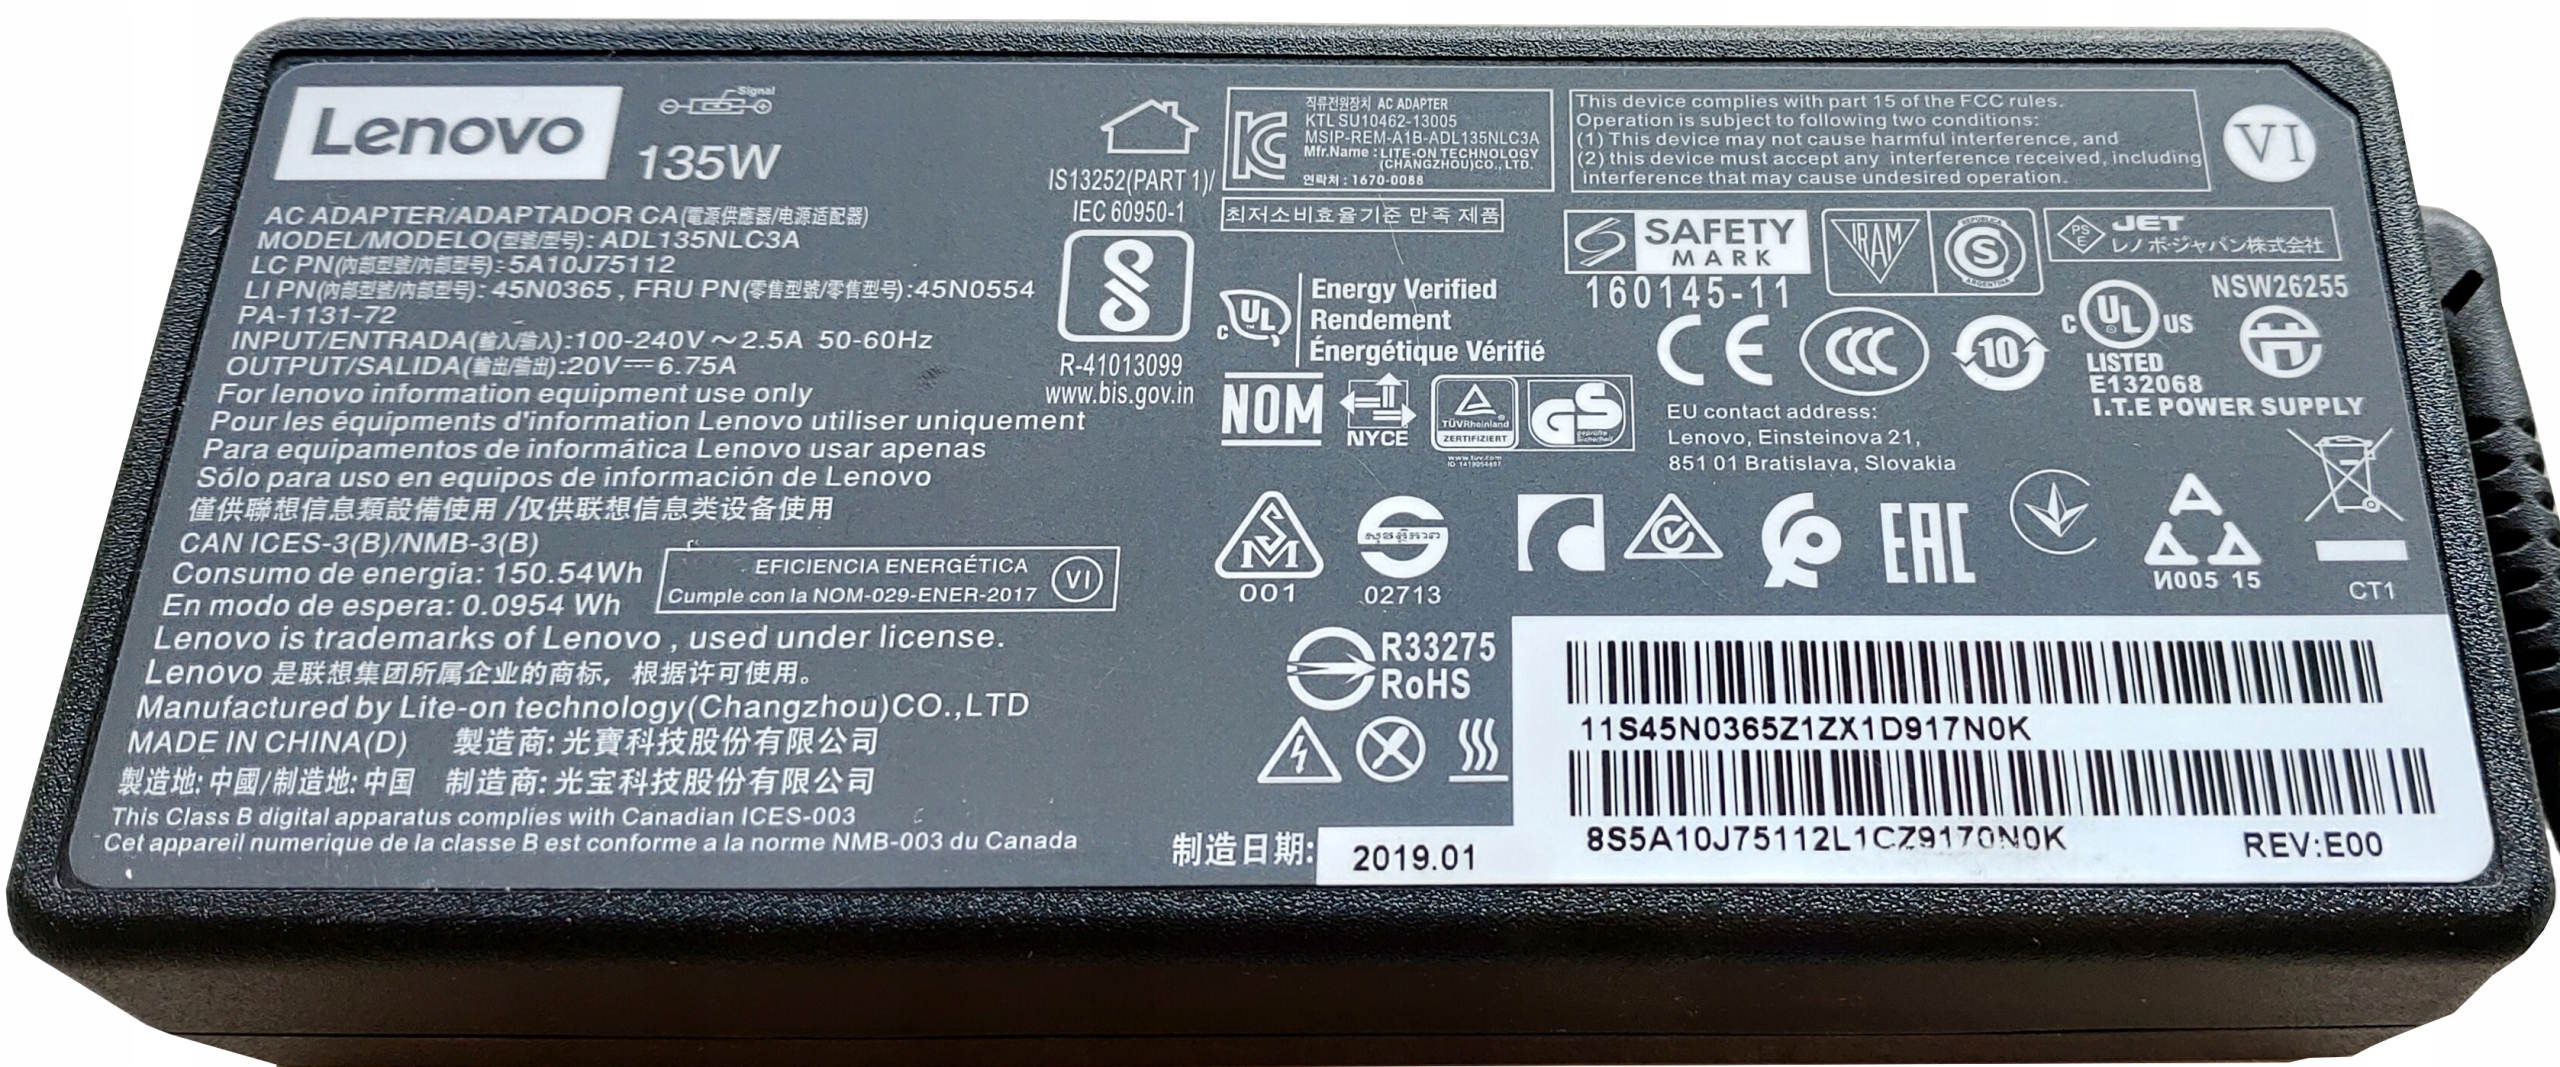 Lenovo
Signal
135W
AC ADAPTER/ADAPTADOR CA(電源供應器/电源适配器)
MODEL/MODELO(型號/型号): ADL135NLC3A
LC PN(內部型號/內部型号):5A10J75112
LI PN(內部型號/內部型号): 45N0365 , FRU PN(零售型號/零售型号):45N0554
PA-1131-72
INPUT/ENTRADA(輸入/输入):100-240V～2.5A 50-60Hz
OUTPUT/SALIDA(輸出/输出):20V⎓6.75A
For lenovo information equipment use only
Pour les équipments d'information Lenovo utiliser uniquement
Para equipamentos de informática Lenovo usar apenas
Sólo para uso en equipos de información de Lenovo
僅供聯想信息類設備使用 /仅供联想信息类设备使用
CAN ICES-3(B)/NMB-3(B)
Consumo de energia: 150.54Wh
En modo de espera: 0.0954 Wh
EFICIENCIA ENERGÉTICA
Cumple con la NOM-029-ENER-2017
VI
Lenovo is trademarks of Lenovo , used under license.
Lenovo 是联想集团所属企业的商标，根据许可使用。
Manufactured by Lite-on technology(Changzhou)CO.,LTD
MADE IN CHINA(D) 製造商: 光寶科技股份有限公司
製造地: 中國/制造地: 中国 制造商: 光宝科技股份有限公司
This Class B digital apparatus complies with Canadian ICES-003
Cet appareil numerique de la classe B est conforme a la norme NMB-003 du Canada
IS13252(PART 1)/
IEC 60950-1
R-41013099
www.bis.gov.in
직류전원장치 AC ADAPTER
KTL SU10462-13005
MSIP-REM-A1B-ADL135NLC3A
Mfr.Name : LITE-ON TECHNOLOGY
(CHANGZHOU)CO., LTD.
연락처 : 1670-0088
최저소비효율기준 만족 제품
This device complies with part 15 of the FCC rules.
Operation is subject to following two conditions:
(1) This device may not cause harmful interference, and
(2) this device must accept any interference received, including
interference that may cause undesired operation.
VI
c UL
Energy Verified
Rendement
Énergétique Vérifié
SAFETY
MARK
160145-11
IRAM
REPUBLICA
S
ARGENTINA
PS
E
JET
レノボ・ジャパン株式会社
CE
CCC
10
c UL US
LISTED
E132068
I.T.E POWER SUPPLY
NSW26255
NOM
NYCE
TÜVRheinland
ZERTIFIZIERT
www.tuv.com
GS
geprüfte
Sicherheit
EU contact address:
Lenovo, Einsteinova 21,
851 01 Bratislava, Slovakia
SM
001
02713
EAC
И005 15
CT1
R33275
RoHS
11S45N0365Z1ZX1D917N0K
8S5A10J75112L1CZ9170N0K
REV:E00
制造日期: 2019.01